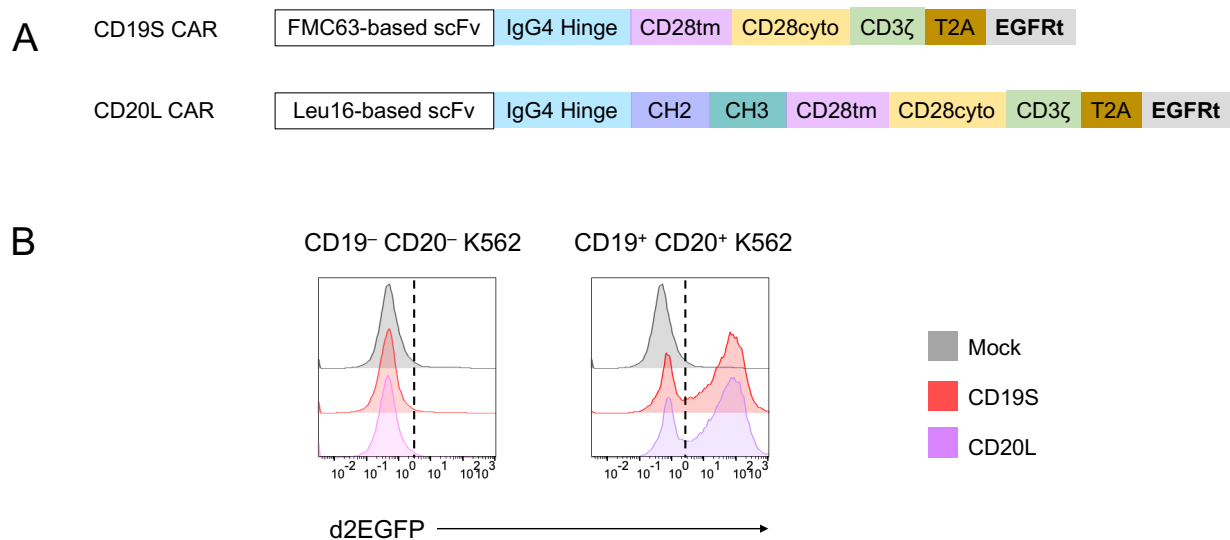 A
CD19S CAR FMC63-based scFv IgG4 Hinge CD28tm CD28cyto CD3ζ T2A EGFRt
CD20L CAR Leu16-based scFv IgG4 Hinge CH2 CH3 CD28tm CD28cyto CD3ζ T2A EGFRt
B
CD19⁻ CD20⁻ K562 CD19⁺ CD20⁺ K562
Mock
CD19S
CD20L
10⁻² 10⁻¹ 10⁰ 10¹ 10² 10³ 10⁻² 10⁻¹ 10⁰ 10¹ 10² 10³
d2EGFP